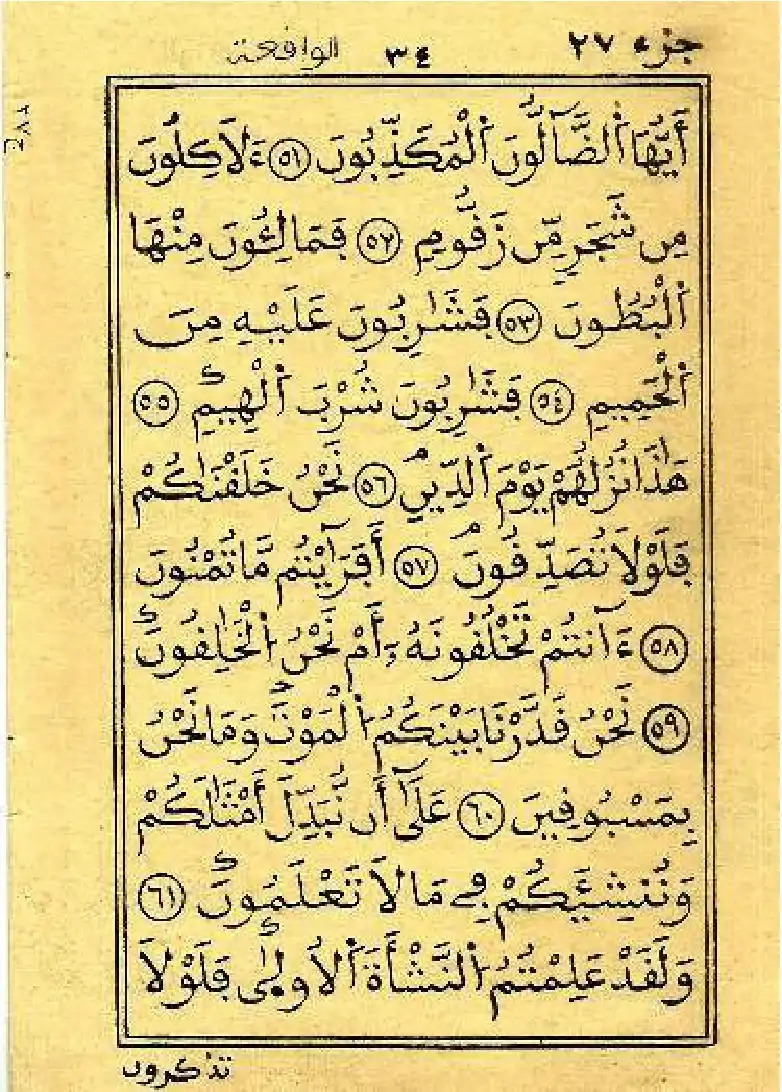 جزء ٢٧ ٣٤ الواقعة
أَيُّهَا ٱلضَّآلُّونَ ٱلْمُكَذِّبُونَ ٥١ ءَلَاكِلُونَ
مِن شَجَرٍ مِّن زَقُّومٍ ٥٢ فَمَالِـُٔونَ مِنْهَا
ٱلْبُطُونَ ٥٣ فَشَٰرِبُونَ عَلَيْهِ مِنَ
ٱلْحَمِيمِ ٥٤ فَشَٰرِبُونَ شُرْبَ ٱلْهِيمِ ٥٥
هَٰذَا نُزُلُهُمْ يَوْمَ ٱلدِّينِ ٥٦ نَحْنُ خَلَقْنَٰكُمْ
فَلَوْلَا تُصَدِّقُونَ ٥٧ أَفَرَٰٓيْتُم مَّا تُمْنُونَ
٥٨ ءَآنتُمْ تَخْلُقُونَهُۥٓ أَمْ نَحْنُ ٱلْخَٰلِقُونَ
٥٩ نَحْنُ قَدَّرْنَا بَيْنَكُمُ ٱلْمَوْتَ وَمَا نَحْنُ
بِمَسْبُوقِينَ ٦٠ عَلَىٰٓ أَن نُّبَدِّلَ أَمْثَٰلَكُمْ
وَنُنشِئَكُمْ فِے مَا لَا تَعْلَمُونَ ٦١
وَلَقَدْ عَلِمْتُمُ ٱلنَّشْأَةَ ٱلْأُولَىٰ فَلَوْلَا
تذكرون